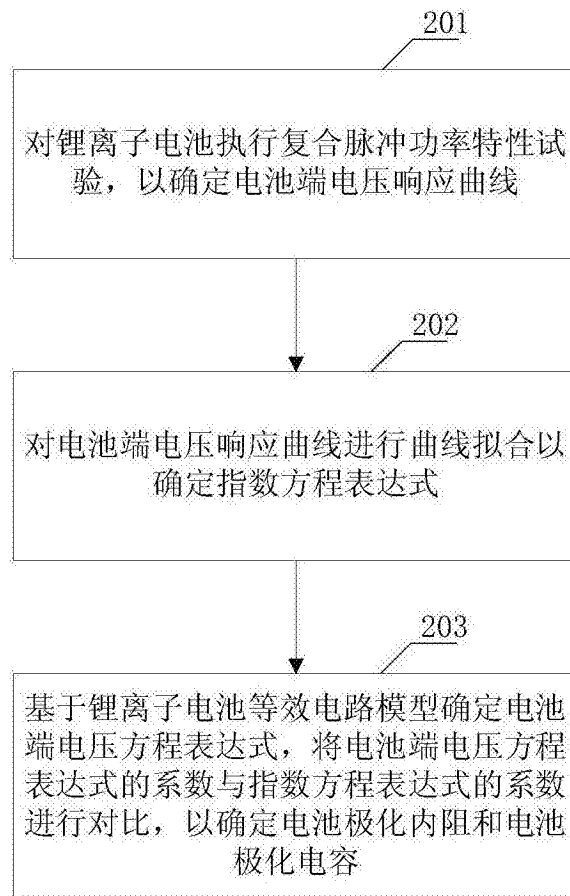 201
对锂离子电池执行复合脉冲功率特性试
验，以确定电池端电压响应曲线
202
对电池端电压响应曲线进行曲线拟合以
确定指数方程表达式
203
基于锂离子电池等效电路模型确定电池
端电压方程表达式，将电池端电压方程
表达式的系数与指数方程表达式的系数
进行对比，以确定电池极化内阻和电池
极化电容